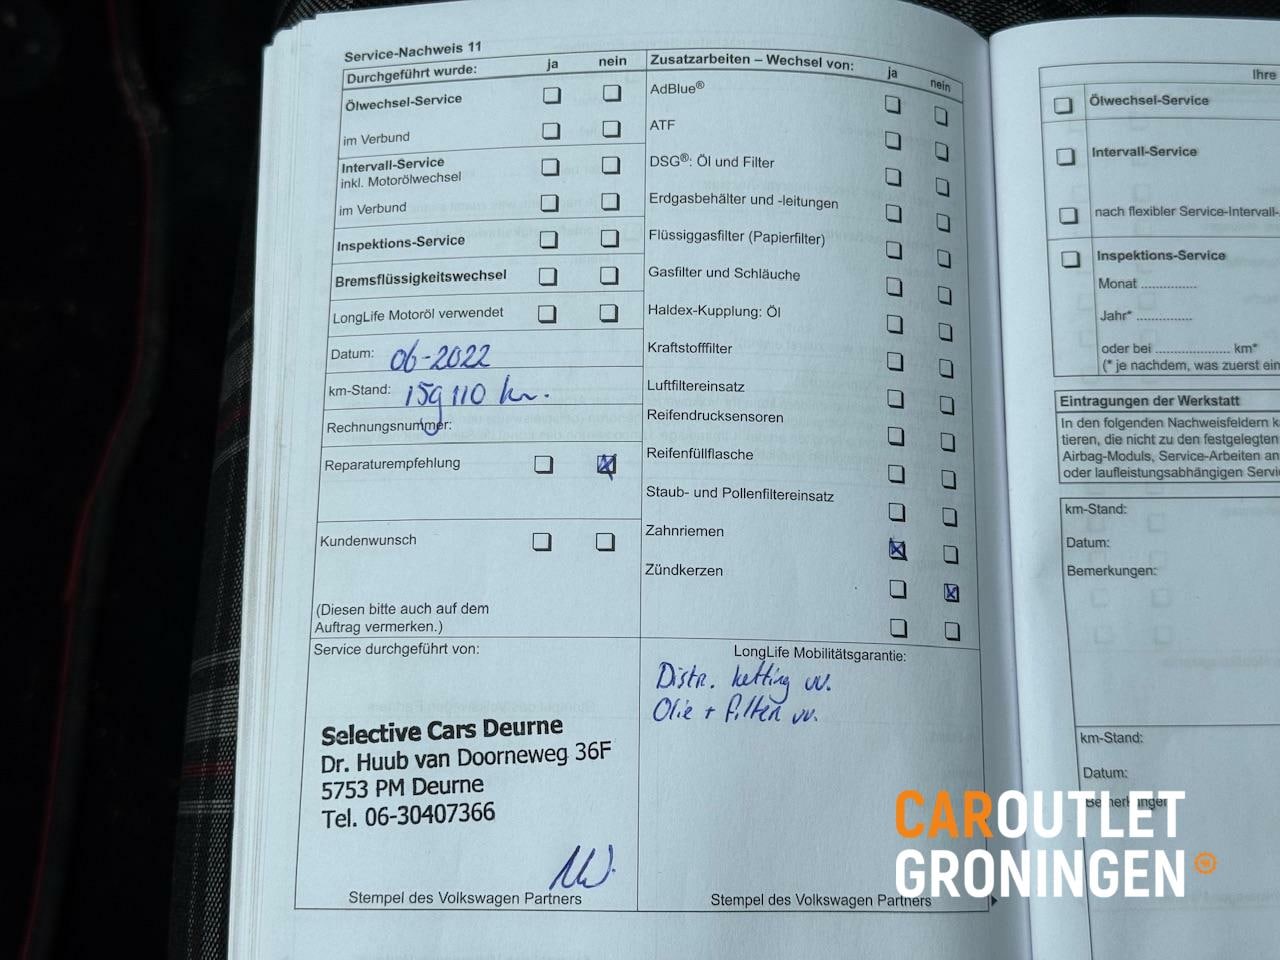 Service-Nachweis 11
Durchgeführt wurde: ja nein
Ölwechsel-Service
im Verbund
Intervall-Service
inkl. Motorölwechsel
im Verbund
Inspektions-Service
Bremsflüssigkeitswechsel
LongLife Motoröl verwendet
Datum: 06-2022
km-Stand: 159110 km.
Rechnungsnummer:
Reparaturempfehlung
Kundenwunsch
(Diesen bitte auch auf dem
Auftrag vermerken.)
Service durchgeführt von:
Selective Cars Deurne
Dr. Huub van Doorneweg 36F
5753 PM Deurne
Tel. 06-30407366
Stempel des Volkswagen Partners
Zusatzarbeiten – Wechsel von: ja nein
AdBlue®
ATF
DSG®: Öl und Filter
Erdgasbehälter und -leitungen
Flüssiggasfilter (Papierfilter)
Gasfilter und Schläuche
Haldex-Kupplung: Öl
Kraftstofffilter
Luftfiltereinsatz
Reifendrucksensoren
Reifenfüllflasche
Staub- und Pollenfiltereinsatz
Zahnriemen
Zündkerzen
LongLife Mobilitätsgarantie:
Distr. ketting vv.
Olie + filter vv.
Stempel des Volkswagen Partners
Ihre
Ölwechsel-Service
Intervall-Service
nach flexibler Service-Intervall-
Inspektions-Service
Monat ...............
Jahr* ...............
oder bei .................... km*
(* je nachdem, was zuerst ein
Eintragungen der Werkstatt
In den folgenden Nachweisfeldern k
tieren, die nicht zu den festgelegten
Airbag-Moduls, Service-Arbeiten an
oder laufleistungsabhängigen Servi
km-Stand:
Datum:
Bemerkungen:
km-Stand:
Datum:
Bemerkungen:
CAROUTLET
GRONINGEN